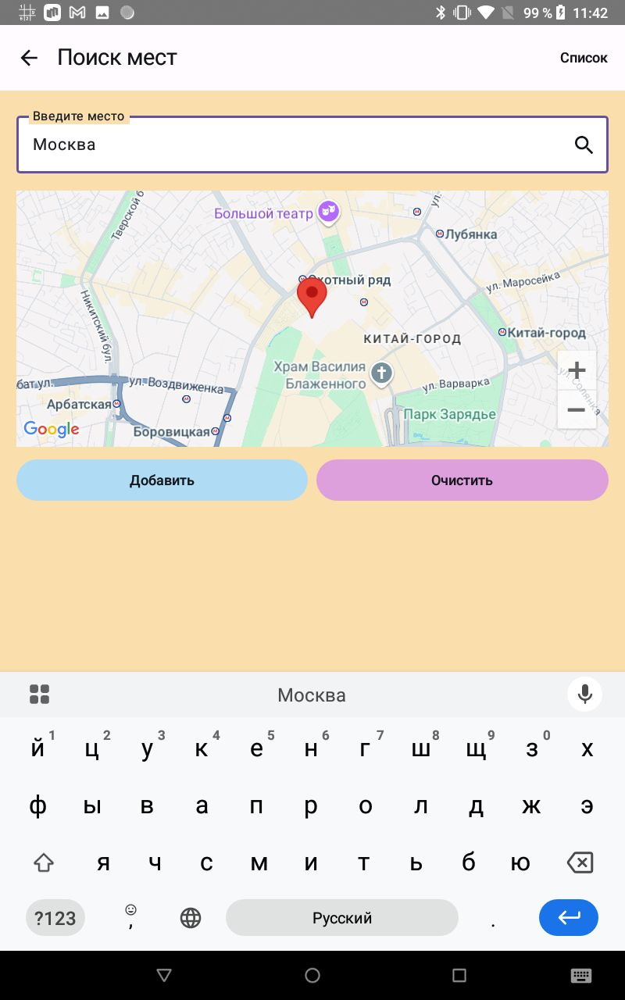 99 % 11:42
Поиск мест
Список
Введите место
Москва
Тверской б
Большой театр
ул.
Лубянка
Охотный ряд
ул. Маросейка
Никитский бул.
КИТАЙ-ГОРОД
Китай-город
Храм Василия
Блаженного
бат ул.
ул. Воздвиженка
ул. Варварка
ул. Солянка
Арбатская
Парк Зарядье
Google
Боровицкая
+
−
Добавить
Очистить
Москва
й 1 ц 2 у 3 к 4 е 5 н 6 г 7 ш 8 щ 9 з 0 х
ф ы в а п р о л д ж э
я ч с м и т ь б ю
?123 , Русский .